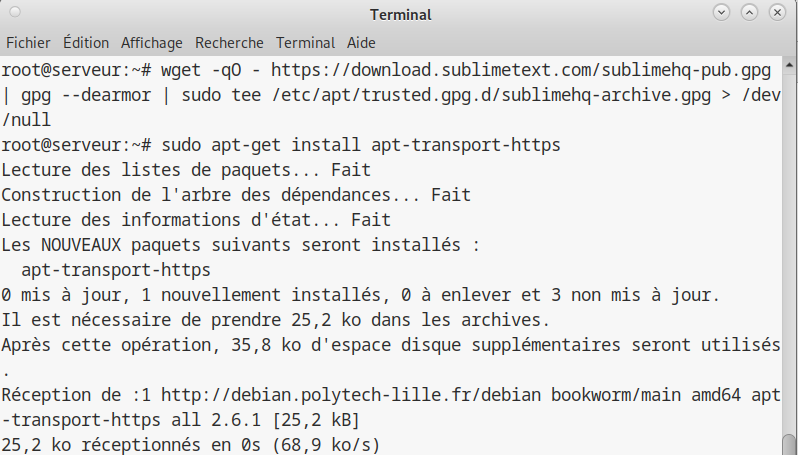 Terminal
Fichier Édition Affichage Recherche Terminal Aide
root@serveur:~# wget -qO - https://download.sublimetext.com/sublimehq-pub.gpg
| gpg --dearmor | sudo tee /etc/apt/trusted.gpg.d/sublimehq-archive.gpg > /dev
/null
root@serveur:~# sudo apt-get install apt-transport-https
Lecture des listes de paquets... Fait
Construction de l'arbre des dépendances... Fait
Lecture des informations d'état... Fait
Les NOUVEAUX paquets suivants seront installés :
  apt-transport-https
0 mis à jour, 1 nouvellement installés, 0 à enlever et 3 non mis à jour.
Il est nécessaire de prendre 25,2 ko dans les archives.
Après cette opération, 35,8 ko d'espace disque supplémentaires seront utilisés
.
Réception de :1 http://debian.polytech-lille.fr/debian bookworm/main amd64 apt
-transport-https all 2.6.1 [25,2 kB]
25,2 ko réceptionnés en 0s (68,9 ko/s)